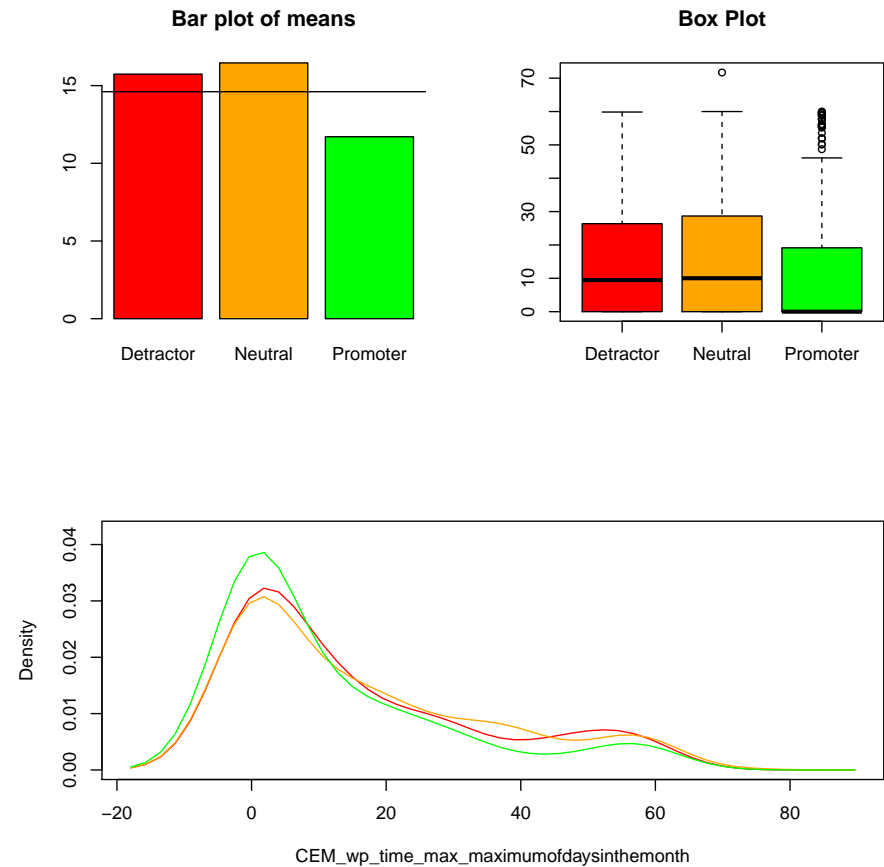 Bar plot of means
Box Plot
0
5
10
15
Detractor Neutral Promoter
0
10
30
50
70
Detractor Neutral Promoter
Density
0.00
0.01
0.02
0.03
0.04
−20 0 20 40 60 80
CEM_wp_time_max_maximumofdaysinthemonth